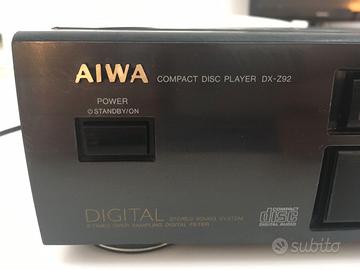 AIWA COMPACT DISC PLAYER DX-Z92
POWER
⏻STANDBY/ON
DIGITAL STEREO SOUND SYSTEM
8 TIMES OVER SAMPLING DIGITAL FILTER
COMPACT
disc
DIGITAL AUDIO
subito